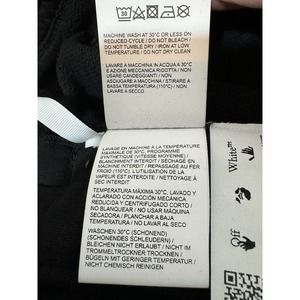 30
MACHINE WASH AT 30°C OR LESS ON
REDUCED CYCLE / DO NOT BLEACH /
DO NOT TUMBLE DRY / IRON AT LOW
TEMPERATURE / DO NOT DRY CLEAN
LAVARE A MACCHINA IN ACQUA A 30°C
E AZIONE MECCANICA RIDOTTA / NON
USARE CANDEGGIANTI / NON
ASCIUGARE A MACCHINA / STIRARE A
BASSA TEMPERATURA (110°C) / NON
LAVARE A SECCO
LAVAGE EN MACHINE À LA TEMPÉRATURE
MAXIMALE DE 30°C, PROGRAMME
SYNTHÉTIQUE (VITESSE MOYENNE) /
BLANCHIMENT INTERDIT / SÉCHAGE EN
MACHINE INTERDIT / REPASSAGE AU FER
FROID (110°C). L'UTILISATION DE LA
VAPEUR EST INTERDITE / NETTOYAGE À
SEC INTERDIT
TEMPERATURA MÁXIMA 30°C, LAVADO Y
ACLARADO CON ACCIÓN MECÁNICA
REDUCIDA Y CENTRIFUGADO CORTO /
NO BLANQUEAR / NO USAR MÁQUINA
SECADORA / PLANCHAR A BAJA
TEMPERATURA / NO LAVAR AL SECO
WASCHEN 30°C (SCHONEND)
(SCHONENDES SCHLEUDERN) /
BLEICHEN NICHT ERLAUBT / NICHT IM
TROMMELTROCKNER TROCKNEN /
BÜGELN MIT GERINGER TEMPERATUR /
NICHT CHEMISCH REINIGEN
Off
White™